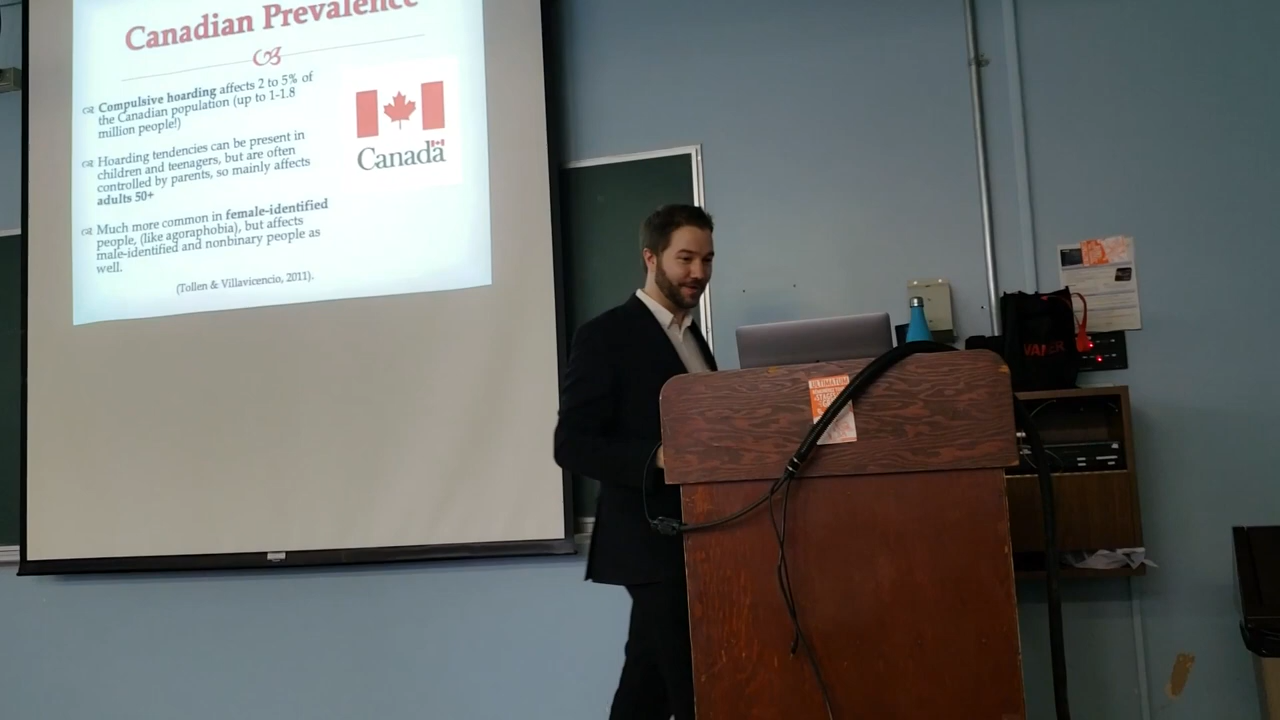 Canadian Prevalence
Compulsive hoarding affects 2 to 5% of
the Canadian population (up to 1-1.8
million people!)
Hoarding tendencies can be present in
children and teenagers, but are often
controlled by parents, so mainly affects
adults 50+
Much more common in female-identified
people, (like agoraphobia), but affects
male-identified and nonbinary people as
well.
(Tollen & Villavicencio, 2011).
Canada
ULTIMATUM